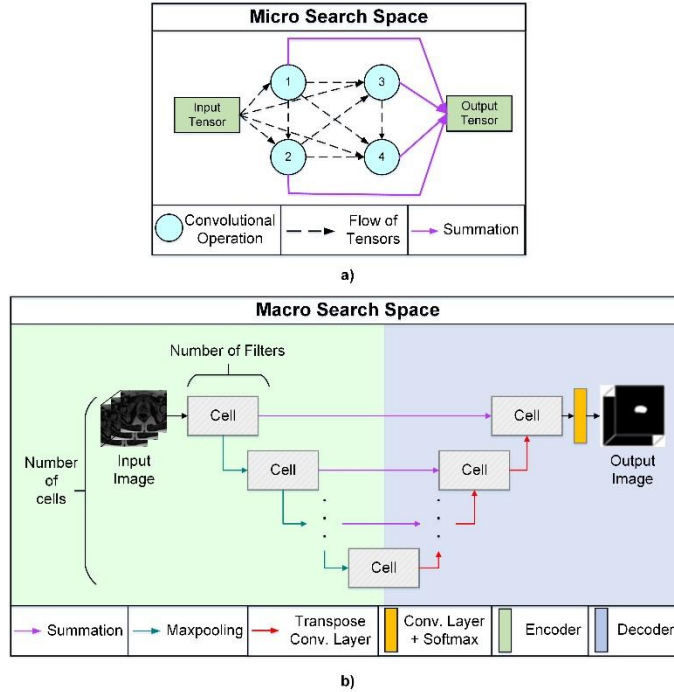 Micro Search Space
1
3
Input
Tensor
Output
Tensor
2
4
Convolutional
Operation
Flow of
Tensors
Summation
a)
Macro Search Space
Number of Filters
Cell
Cell
Number
of cells
Input
Image
Output
Image
Cell
Cell
Cell
Summation
Maxpooling
Transpose
Conv. Layer
Conv. Layer
+ Softmax
Encoder
Decoder
b)